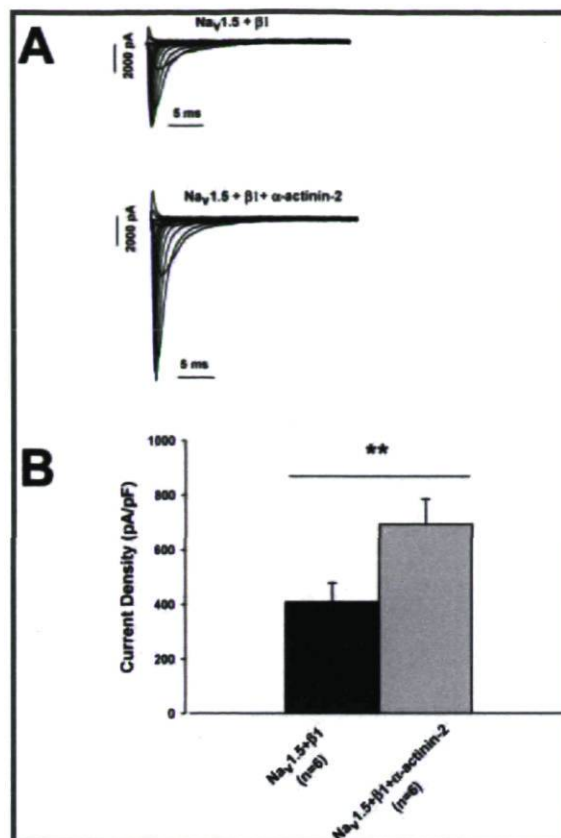 A
Nav1.5 + β1
2000 pA
5 ms
Nav1.5 + β1+ α-actinin-2
2000 pA
5 ms
B
1000
800
600
400
200
0
Current Density (pA/pF)
**
Nav1.5+β1
(n=6)
Nav1.5+β1+α-actinin-2
(n=6)